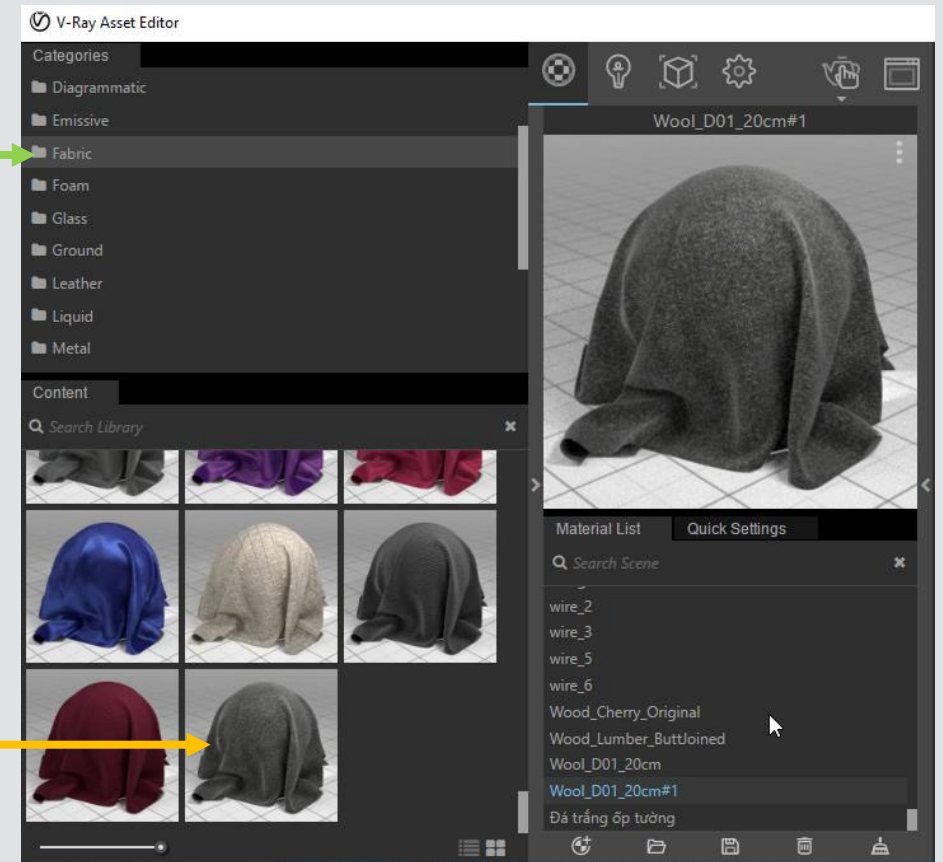 V-Ray Asset Editor
Categories
Diagrammatic
Emissive
Fabric
Foam
Glass
Ground
Leather
Liquid
Metal
Content
Search Library
Wool_D01_20cm#1
Material List
Quick Settings
Search Scene
wire_2
wire_3
wire_5
wire_6
Wood_Cherry_Original
Wood_Lumber_ButtJoined
Wool_D01_20cm
Wool_D01_20cm#1
Đá trắng ốp tường